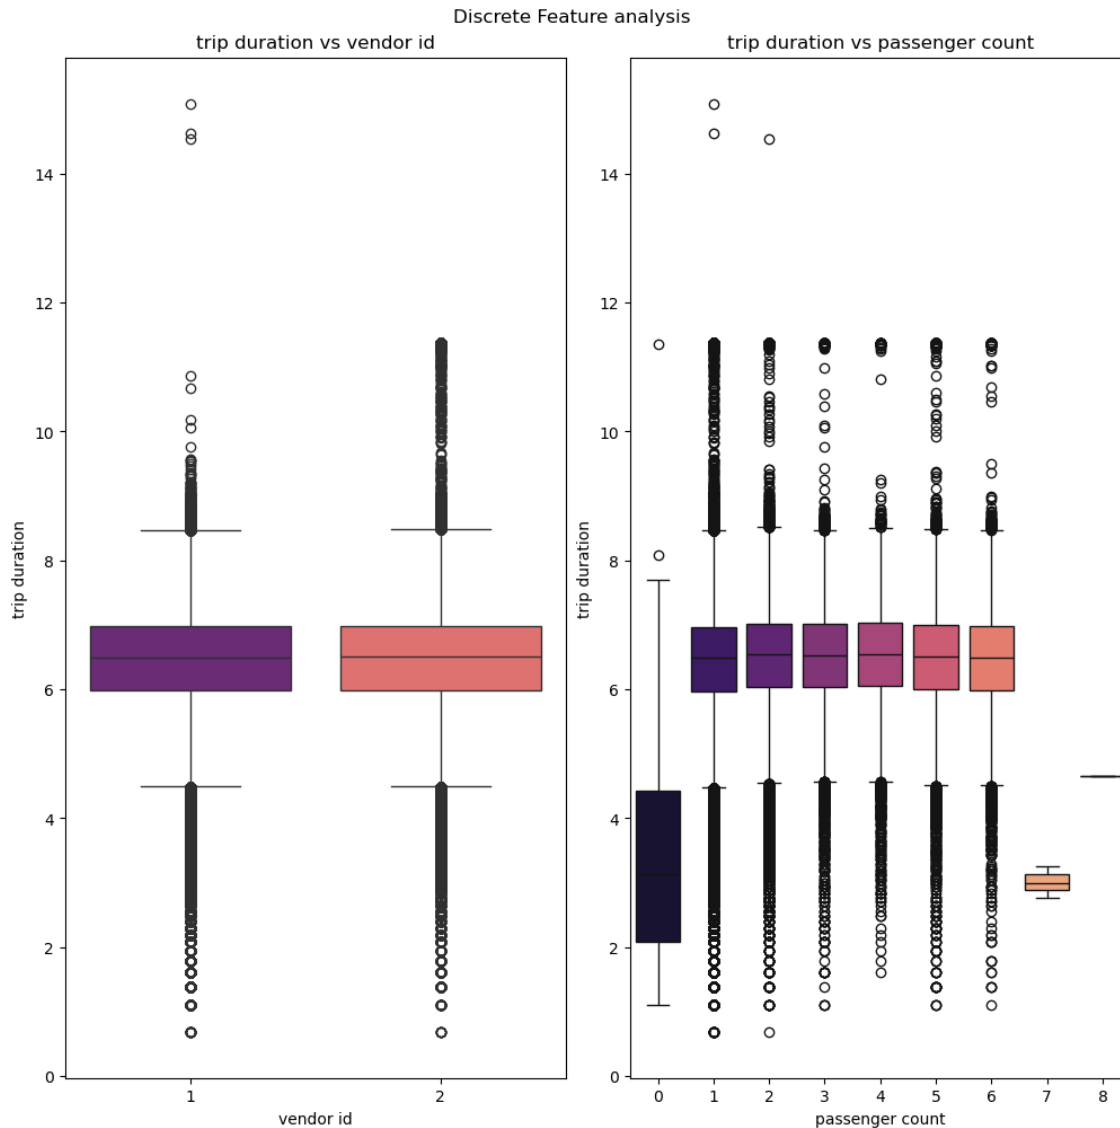 Discrete Feature analysis
trip duration vs vendor id
trip duration
14
12
10
8
6
4
2
0
1 2
vendor id
trip duration vs passenger count
trip duration
14
12
10
8
6
4
2
0
0 1 2 3 4 5 6 7 8
passenger count